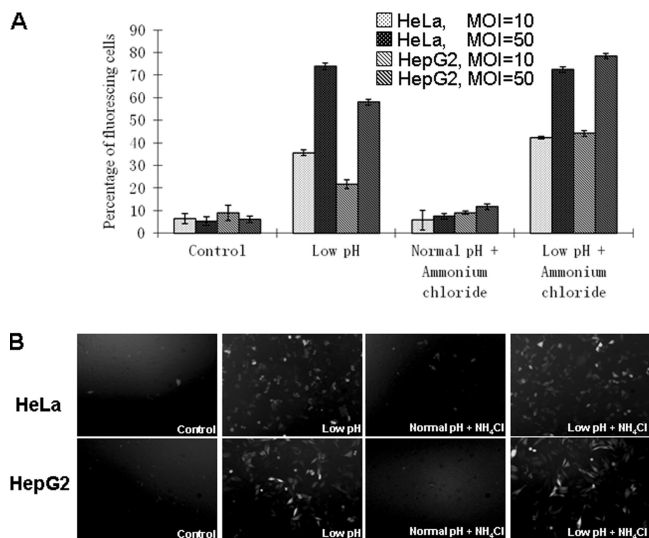 A
HeLa, MOI=10
HeLa, MOI=50
HepG2, MOI=10
HepG2, MOI=50
Percentage of fluorescing cells
90
80
70
60
50
40
30
20
10
0
Control
Low pH
Normal pH +
Ammonium
chloride
Low pH +
Ammonium
chloride
B
HeLa
Control
Low pH
Normal pH + NH4Cl
Low pH + NH4Cl
HepG2
Control
Low pH
Normal pH + NH4Cl
Low pH + NH4Cl